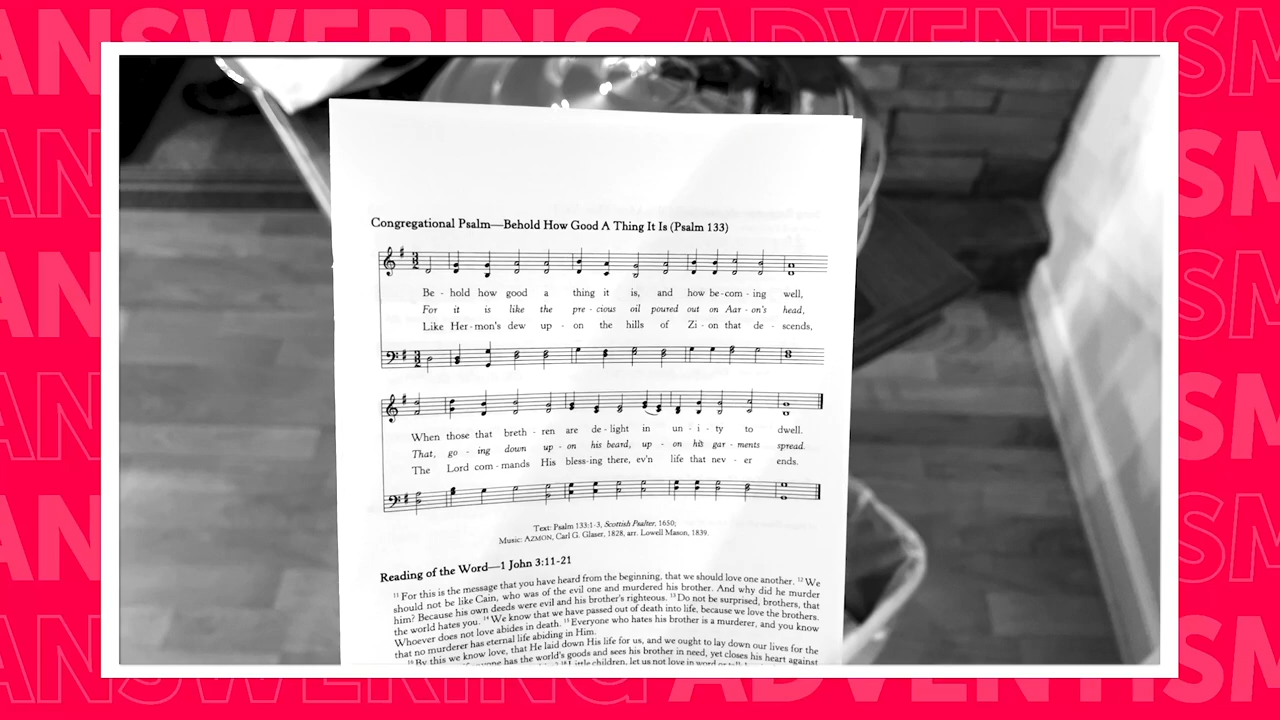 ANSWERING ADVENTISM
Congregational Psalm—Behold How Good A Thing It Is (Psalm 133)
Be - hold how good a thing it is, and how be - com - ing well,
For it is like the pre - cious oil poured out on Aar - on's head,
Like Her - mon's dew up - on the hills of Zi - on that de - scends,
When those that breth - ren are de - light in un - i - ty to dwell.
That, go - ing down up - on his beard, up - on his gar - ments spread.
The Lord com - mands His bless - ing there, ev'n life that nev - er ends.
Text: Psalm 133:1-3, Scottish Psalter, 1650;
Music: AZMON, Carl G. Glaser, 1828, arr. Lowell Mason, 1839.
Reading of the Word—1 John 3:11-21
11 For this is the message that you have heard from the beginning, that we should love one another. 12 We
should not be like Cain, who was of the evil one and murdered his brother. And why did he murder
him? Because his own deeds were evil and his brother's righteous. 13 Do not be surprised, brothers, that
the world hates you. 14 We know that we have passed out of death into life, because we love the brothers.
Whoever does not love abides in death. 15 Everyone who hates his brother is a murderer, and you know
that no murderer has eternal life abiding in Him.
16 By this we know love, that He laid down His life for us, and we ought to lay down our lives for the
has the world's goods and sees his brother in need, yet closes his heart against
18 Little children, let us not love in word or
ANSWERING ADVENTISM